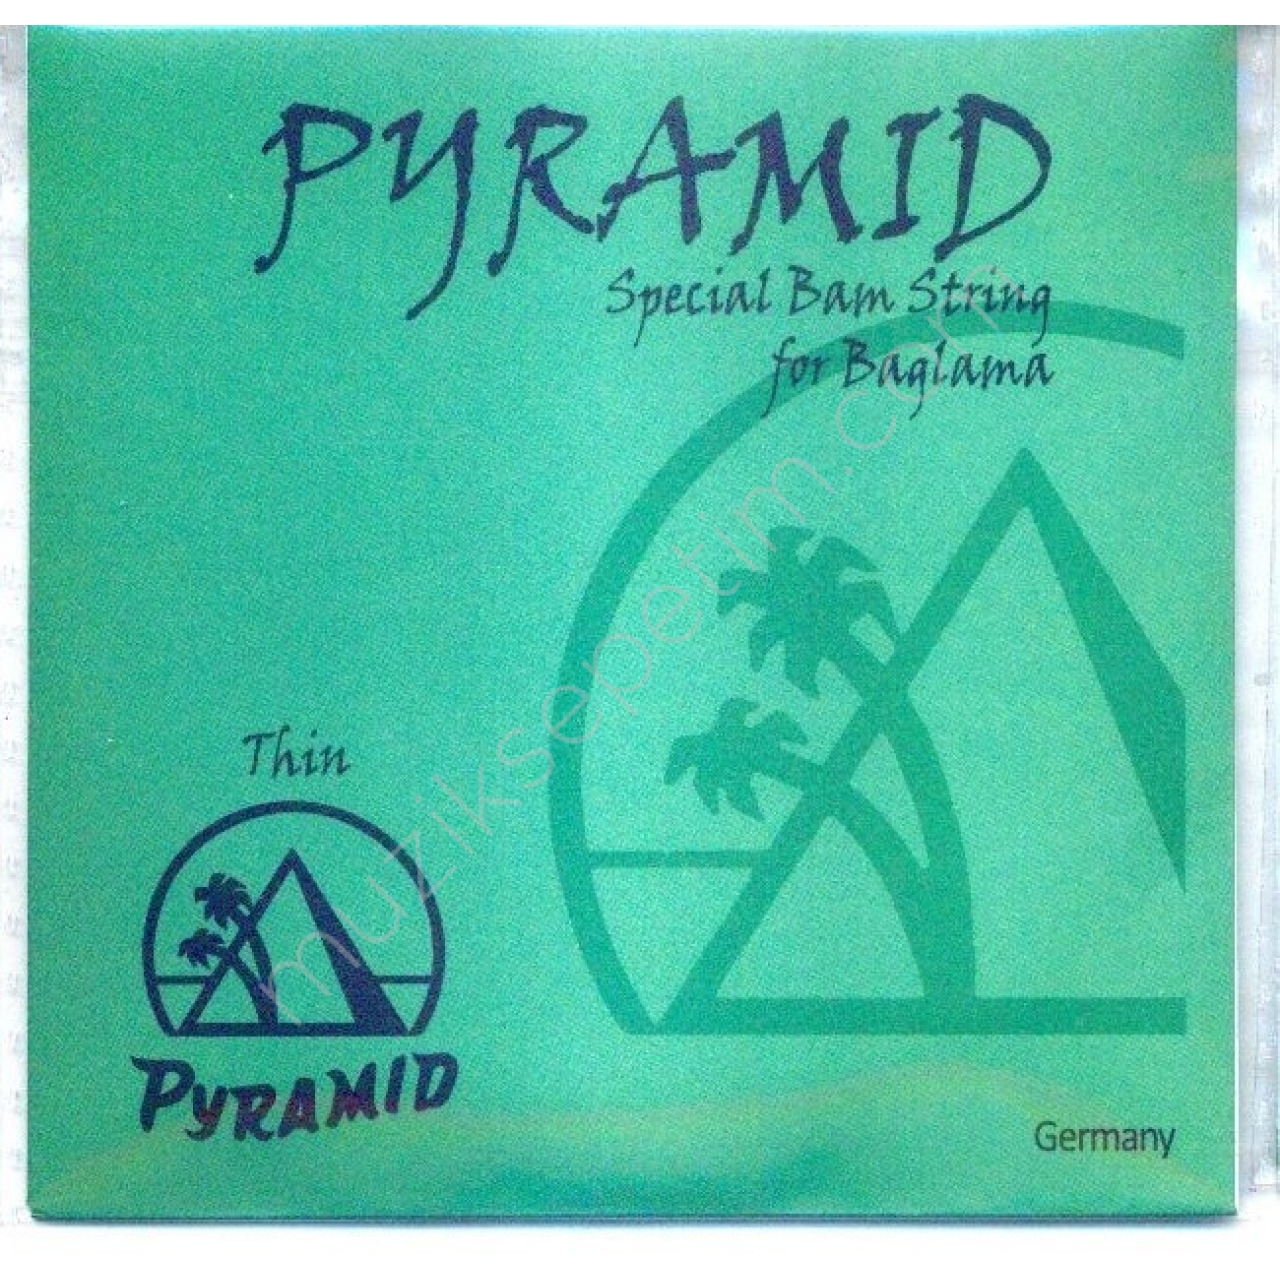 PYRAMID
Special Bam String
for Baglama
muziksepetim.com
Thin
PYRAMID
Germany